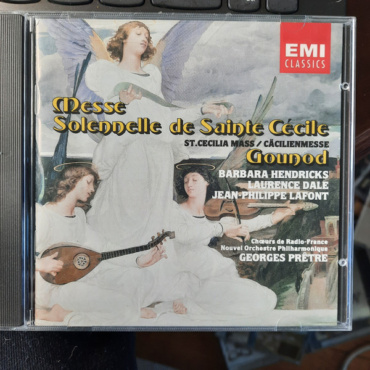 EMI
CLASSICS
Messe
Solennelle de Sainte Cécile
ST. CECILIA MASS / CÄCILIENMESSE
Gounod
BARBARA HENDRICKS
LAURENCE DALE
JEAN-PHILIPPE LAFONT
Chœurs de Radio-France
Nouvel Orchestre Philharmonique
GEORGES PRÊTRE